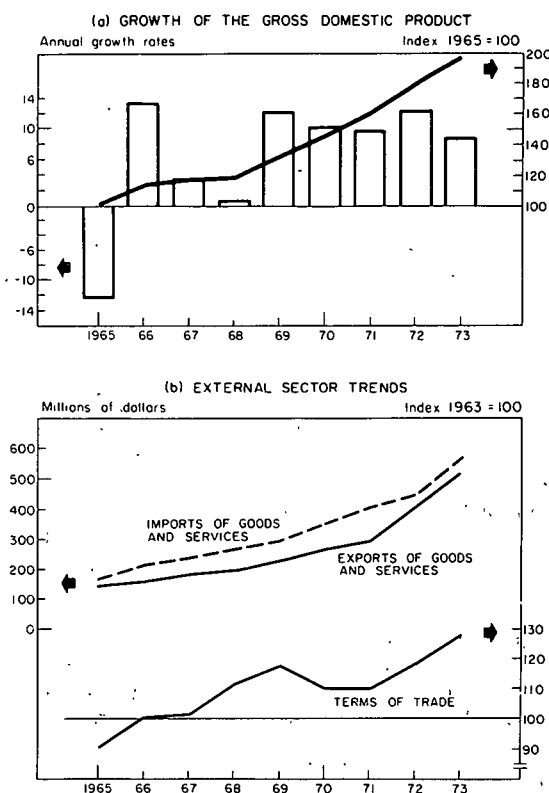 (a) GROWTH OF THE GROSS DOMESTIC PRODUCT
Annual growth rates Index 1965 = 100
200
14 180
10 160
6 140
120
0 100
-6
-10
-14
1965 66 67 68 69 70 71 72 73
(b) EXTERNAL SECTOR TRENDS
Millions of dollars Index 1963 = 100
600
500
400
IMPORTS OF GOODS
AND SERVICES
300
EXPORTS OF GOODS
AND SERVICES
200
100
0 130
120
110
TERMS OF TRADE
100
90
1965 66 67 68 69 70 71 72 73